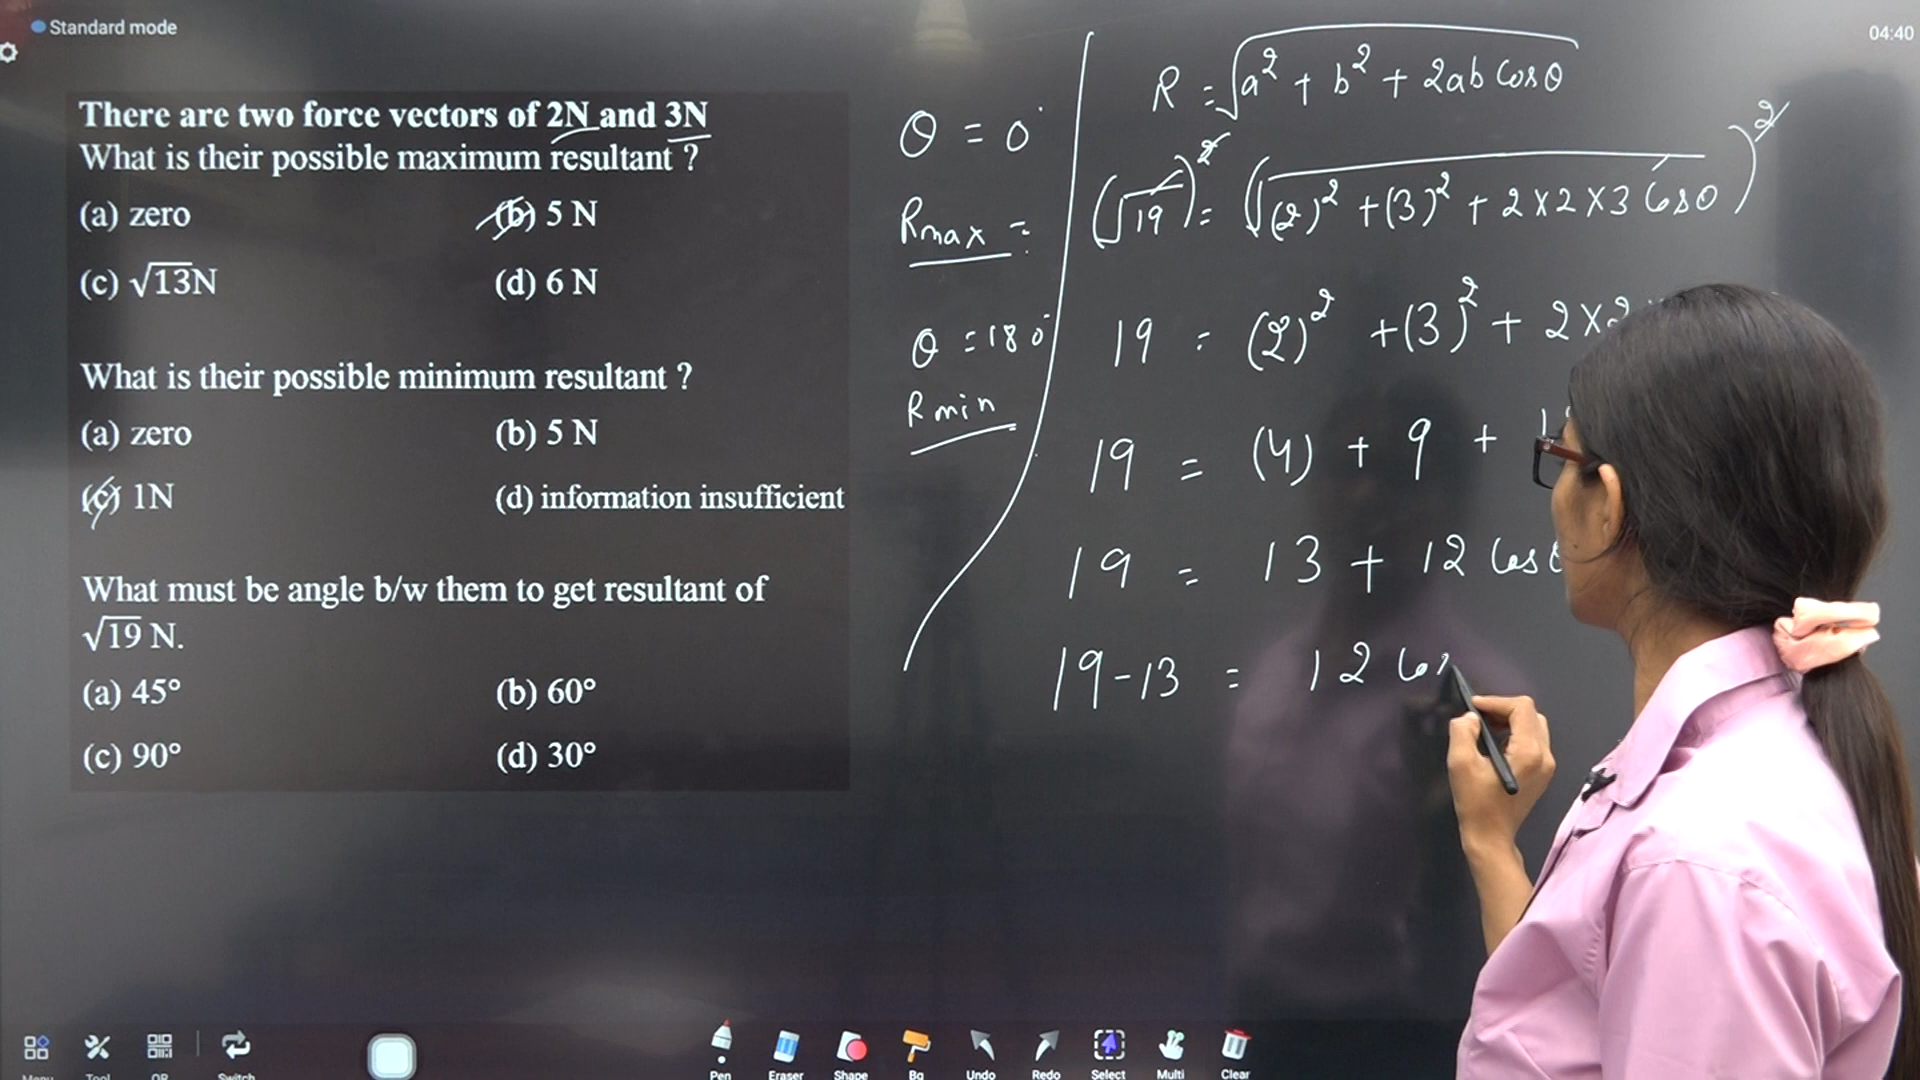 Standard mode
04:40
There are two force vectors of 2N and 3N
What is their possible maximum resultant ?
(a) zero (b) 5 N
(c) √13N (d) 6 N
What is their possible minimum resultant ?
(a) zero (b) 5 N
(c) 1N (d) information insufficient
What must be angle b/w them to get resultant of
√19 N.
(a) 45° (b) 60°
(c) 90° (d) 30°
θ = 0°
Rmax =
θ = 180°
Rmin
R = √a² + b² + 2ab cosθ
(√19)² = (√(2)² + (3)² + 2×2×3 cosθ)²
19 = (2)² + (3)² + 2×2
19 = (4) + 9 +
19 = 13 + 12 cosθ
19-13 = 12 cos
Menu Tool QR Switch Pen Eraser Shape Bg Undo Redo Select Multi Clear